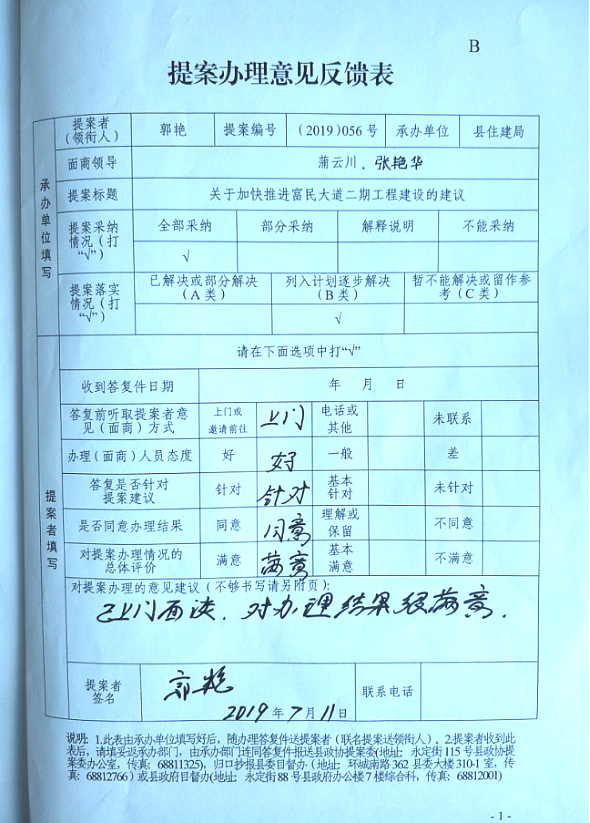 B
提案办理意见反馈表
承办单位填写
提案者（领衔人） 郭艳 提案编号 （2019）056号 承办单位 县住建局
面商领导 蒲云川、张艳华
提案标题 关于加快推进富民大道二期工程建设的建议
提案采纳情况（打“√”） 全部采纳 部分采纳 解释说明 不能采纳
√
提案落实情况（打“√”） 已解决或部分解决（A类） 列入计划逐步解决（B类） 暂不能解决或留作参考（C类）
√
提案者填写
请在下面选项中打“√”
收到答复件日期 年 月 日
答复前听取提案者意见（面商）方式 上门或邀请前往 上门 电话或其他 未联系
办理（面商）人员态度 好 好 一般 差
答复是否针对提案建议 针对 针对 基本针对 未针对
是否同意办理结果 同意 同意 理解或保留 不同意
对提案办理情况的总体评价 满意 满意 基本满意 不满意
对提案办理的意见建议（不够书写请另附页）：
已上门面谈，对办理结果很满意．
提案者签名 郭艳 联系电话
2019年7月11日
说明：1.此表由承办单位填写好后，随办理答复件送提案者（联名提案送领衔人）。2.提案者收到此
表后，请填妥返承办部门，由承办部门连同答复件报送县政协提案委(地址：永定街115号县政协提
案委办公室，传真：68811325)，归口抄报县委目督办（地址：环城南路362县委大楼310-1室，传
真：68812766）或县政府目督办(地址：永定街88号县政府办公楼7楼综合科，传真：68812001)
- 1 -